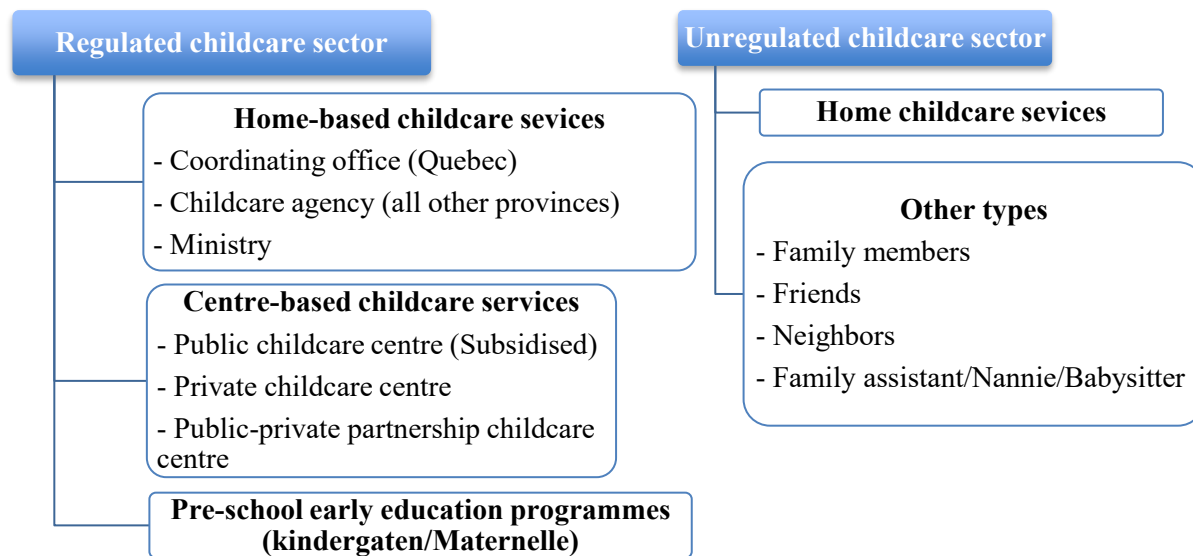 Regulated childcare sector
Home-based childcare sevices
- Coordinating office (Quebec)
- Childcare agency (all other provinces)
- Ministry
Centre-based childcare services
- Public childcare centre (Subsidised)
- Private childcare centre
- Public-private partnership childcare
centre
Pre-school early education programmes
(kindergaten/Maternelle)
Unregulated childcare sector
Home childcare sevices
Other types
- Family members
- Friends
- Neighbors
- Family assistant/Nannie/Babysitter